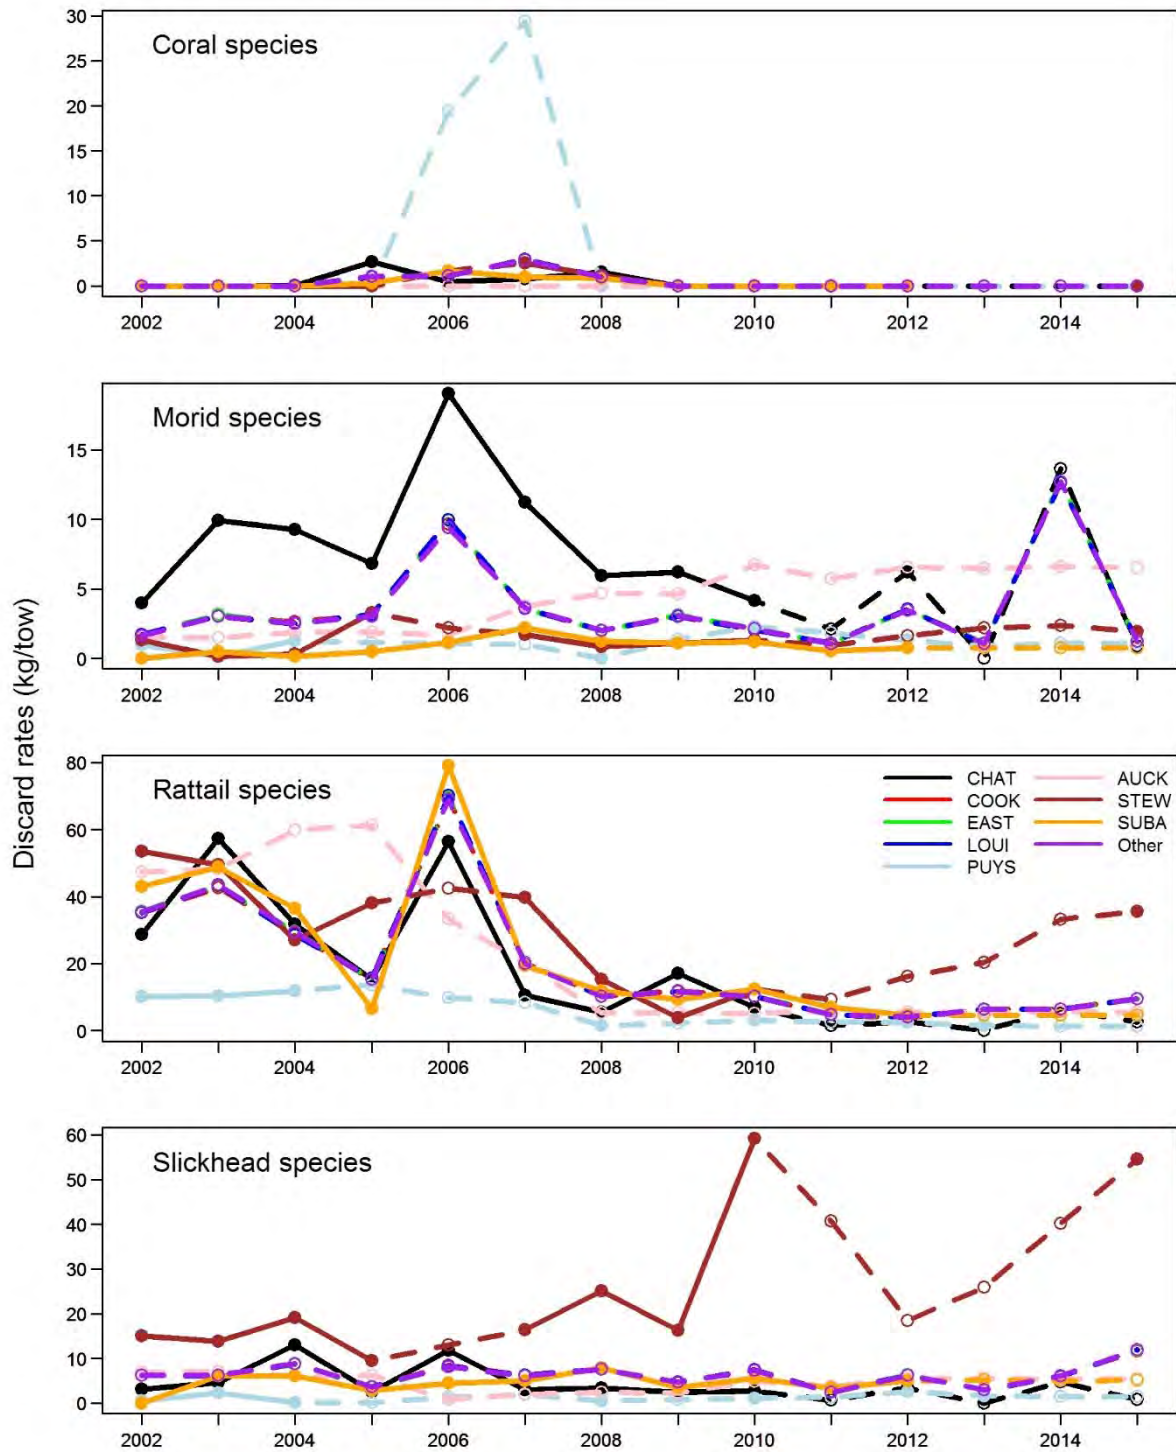 Discard rates (kg/tow)
Coral species
30
25
20
15
10
5
0
2002 2004 2006 2008 2010 2012 2014
Morid species
15
10
5
0
2002 2004 2006 2008 2010 2012 2014
Rattail species
80
60
40
20
0
CHAT AUCK
COOK STEW
EAST SUBA
LOUI Other
PUYS
2002 2004 2006 2008 2010 2012 2014
Slickhead species
60
50
40
30
20
10
0
2002 2004 2006 2008 2010 2012 2014